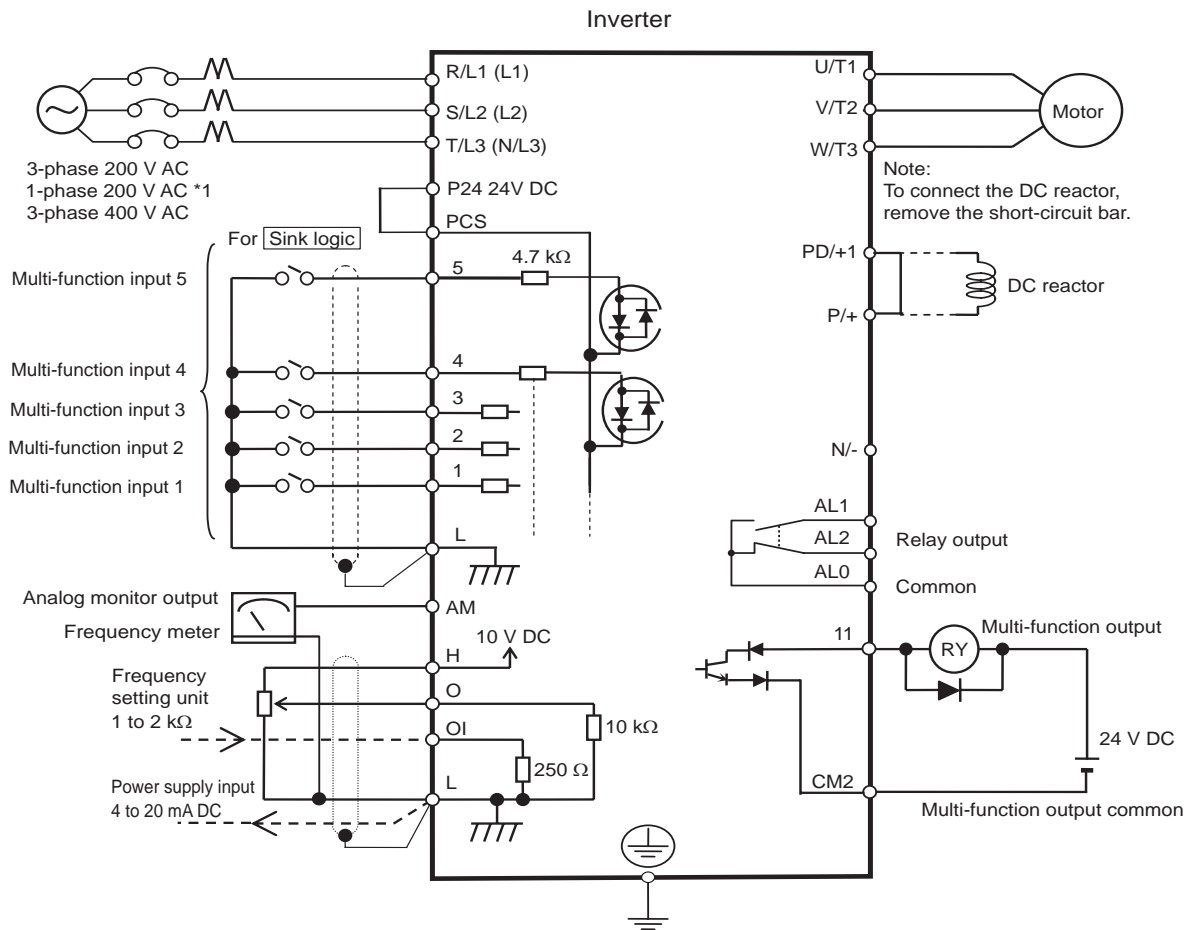 Inverter
R/L1 (L1)
S/L2 (L2)
T/L3 (N/L3)
3-phase 200 V AC
1-phase 200 V AC *1
3-phase 400 V AC
P24 24V DC
PCS
For Sink logic
Multi-function input 5
5
4.7 kΩ
Multi-function input 4
4
Multi-function input 3
3
Multi-function input 2
2
Multi-function input 1
1
L
Analog monitor output
Frequency meter
AM
10 V DC
H
Frequency
setting unit
1 to 2 kΩ
O
OI
10 kΩ
250 Ω
Power supply input
4 to 20 mA DC
L
U/T1
V/T2
W/T3
Motor
Note:
To connect the DC reactor,
remove the short-circuit bar.
PD/+1
DC reactor
P/+
N/-
AL1
AL2
Relay output
AL0
Common
11
Multi-function output
RY
24 V DC
CM2
Multi-function output common